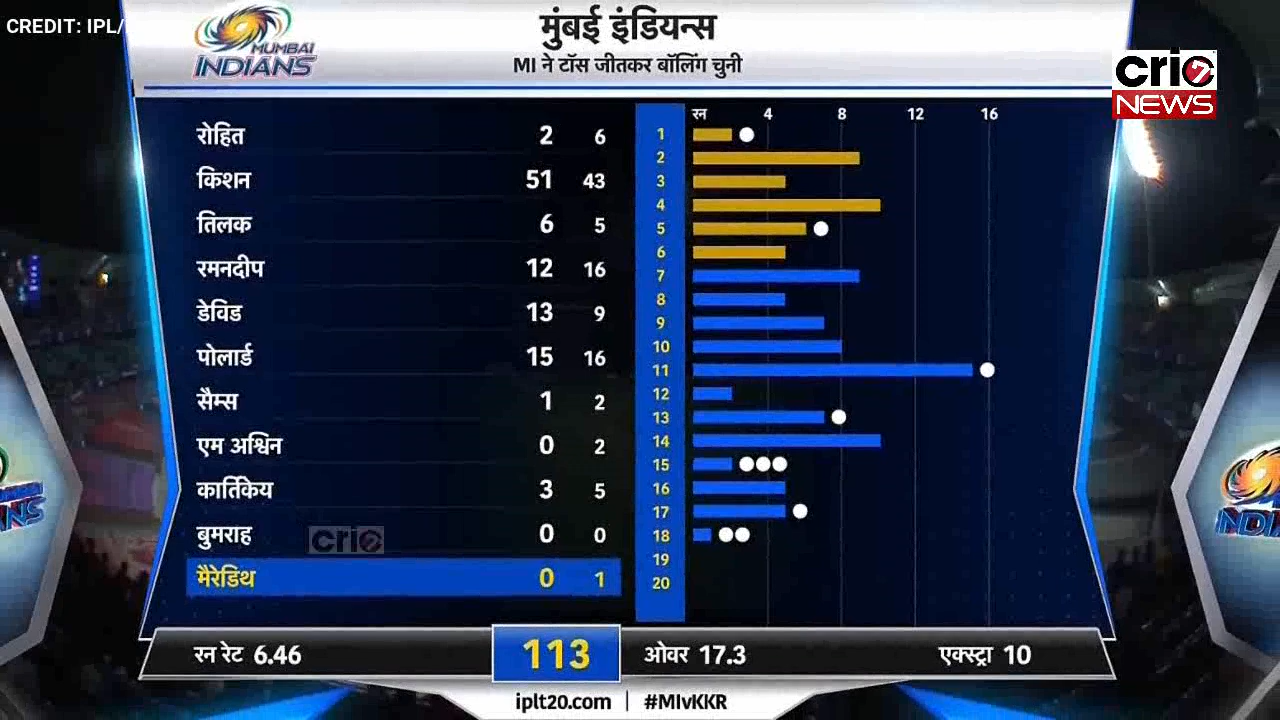 CREDIT: IPL/
MUMBAI
INDIANS
मुंबई इंडियन्स
MI ने टॉस जीतकर बॉलिंग चुनी
cric7
NEWS
रन 4 8 12 16
रोहित 2 6
किशन 51 43
तिलक 6 5
रमनदीप 12 16
डेविड 13 9
पोलार्ड 15 16
सैम्स 1 2
एम अश्विन 0 2
कार्तिकेय 3 5
बुमराह 0 0
cric
मैरेडिथ 0 1
1
2
3
4
5
6
7
8
9
10
11
12
13
14
15
16
17
18
19
20
रन रेट 6.46 113 ओवर 17.3 एक्स्ट्रा 10
iplt20.com | #MIvKKR